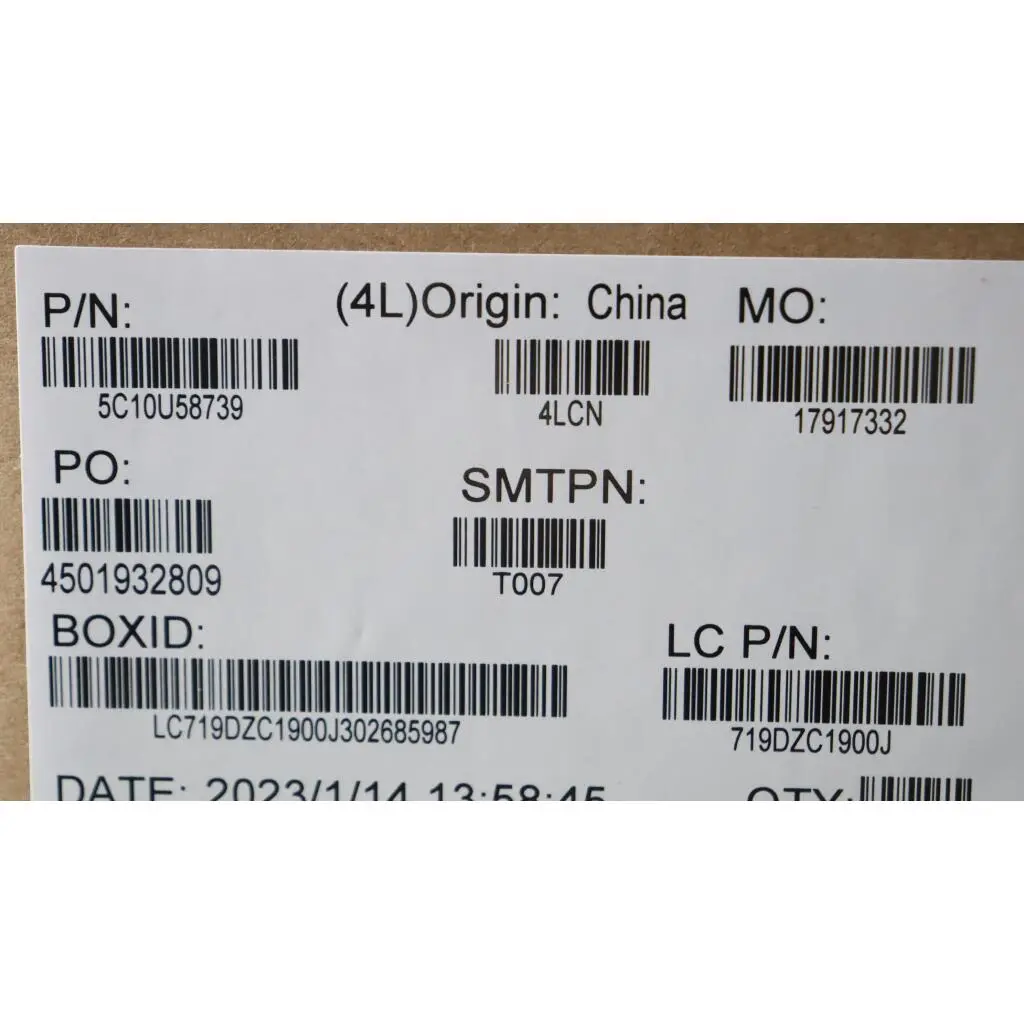 P/N:
(4L)Origin: China
MO:
5C10U58739
4LCN
17917332
PO:
SMTPN:
4501932809
T007
BOXID:
LC P/N:
LC719DZC1900J302685987
719DZC1900J
DATE: 2023/1/14 13:58:45
QTY: